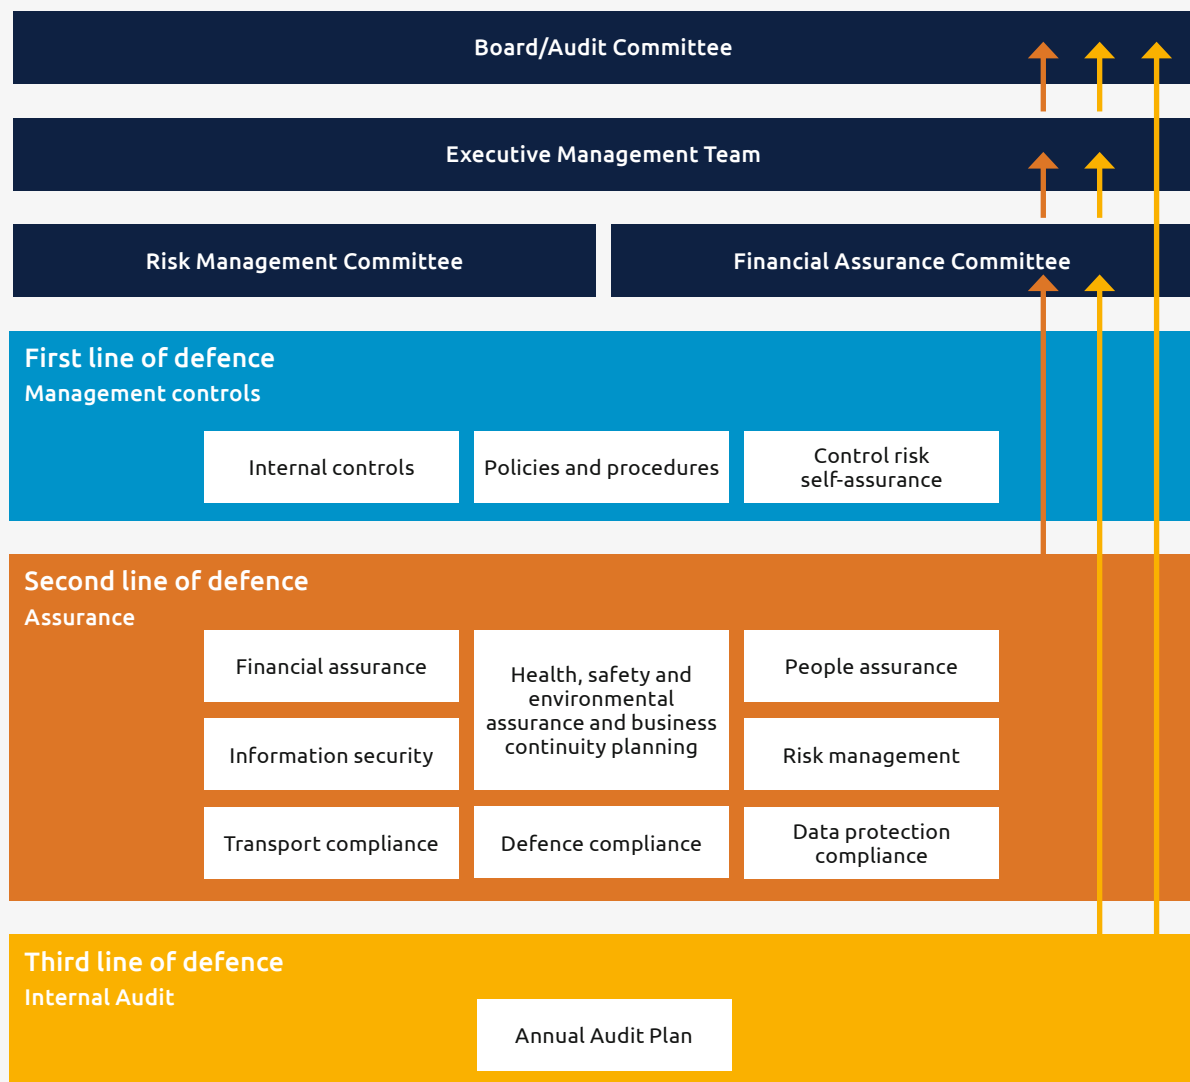 Board/Audit Committee
Executive Management Team
Risk Management Committee
Financial Assurance Committee
First line of defence
Management controls
Internal controls
Policies and procedures
Control risk
self-assurance
Second line of defence
Assurance
Financial assurance
Health, safety and
environmental
assurance and business
continuity planning
People assurance
Information security
Risk management
Transport compliance
Defence compliance
Data protection
compliance
Third line of defence
Internal Audit
Annual Audit Plan